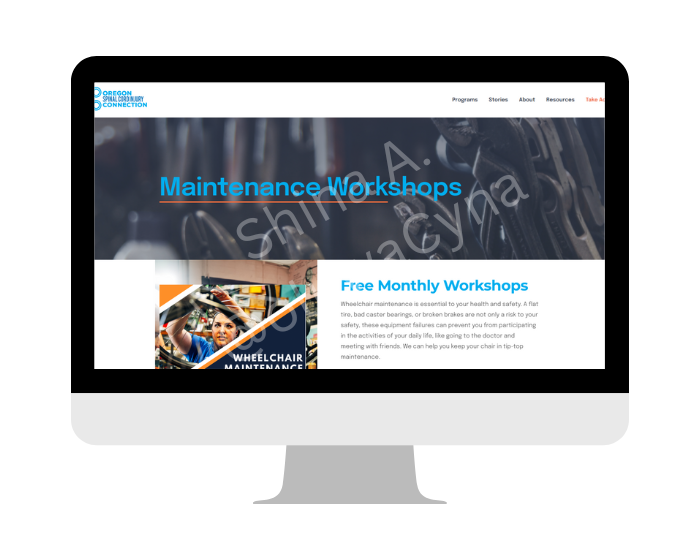 OREGON
SPINAL CORD INJURY
CONNECTION
Programs Stories About Resources Take
Maintenance Workshops
Shina A.
WHEELCHAIR
MAINTENANCE
Free Monthly Workshops
Wheelchair maintenance is essential to your health and safety. A flat
tire, bad caster bearings, or broken brakes are not only a risk to your
safety, these equipment failures can prevent you from participating
in the activities of your daily life, like going to the doctor and
meeting with friends. We can help you keep your chair in tip-top
maintenance.